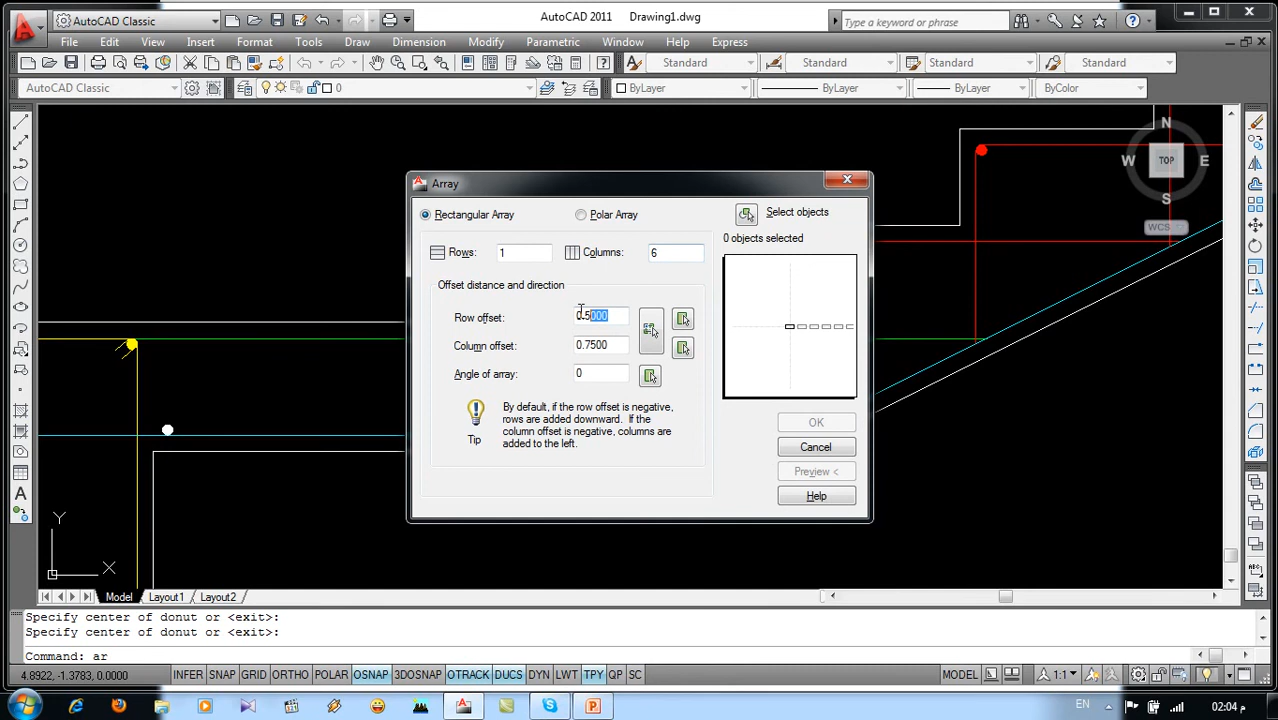 AutoCAD Classic
AutoCAD 2011 Drawing1.dwg
Type a keyword or phrase
File Edit View Insert Format Tools Draw Dimension Modify Parametric Window Help Express
Standard Standard Standard Standard
AutoCAD Classic 0 ByLayer ByLayer ByLayer ByColor
N
W TOP E
S
WCS
Array
Rectangular Array Polar Array Select objects
0 objects selected
Rows: 1 Columns: 6
Offset distance and direction
Row offset: 0.5000
Column offset: 0.7500
Angle of array: 0
By default, if the row offset is negative,
rows are added downward. If the
column offset is negative, columns are
added to the left.
Tip
OK
Cancel
Preview <
Help
Y
X
Model Layout1 Layout2
Specify center of donut or <exit>:
Specify center of donut or <exit>:
Command: ar
4.8922, -1.3783, 0.0000 INFER SNAP GRID ORTHO POLAR OSNAP 3DOSNAP OTRACK DUCS DYN LWT TPY QP SC MODEL 1:1
EN 02:04 م